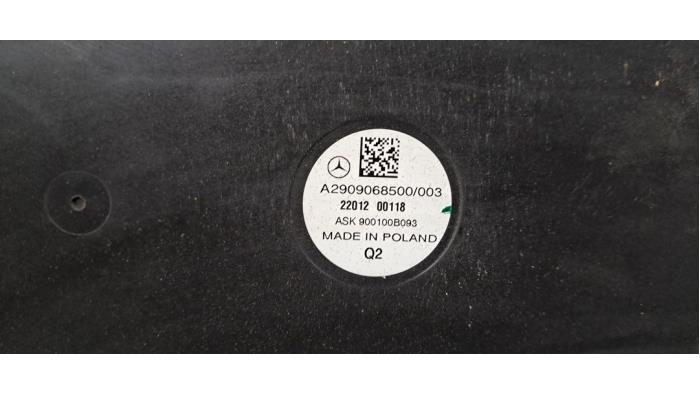 A2909068500/003
22012 00118
ASK 900100B093
MADE IN POLAND
Q2